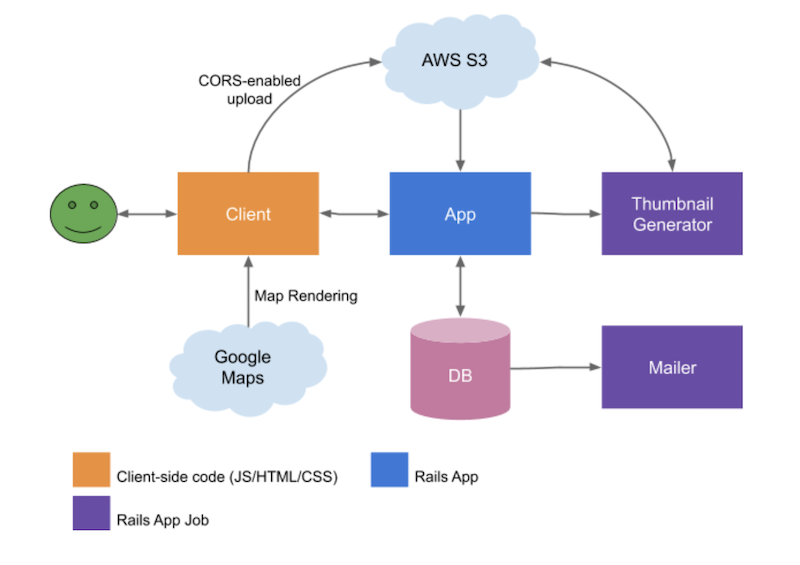 AWS S3
CORS-enabled
upload
Client
App
Thumbnail
Generator
Map Rendering
Google
Maps
DB
Mailer
Client-side code (JS/HTML/CSS)
Rails App
Rails App Job